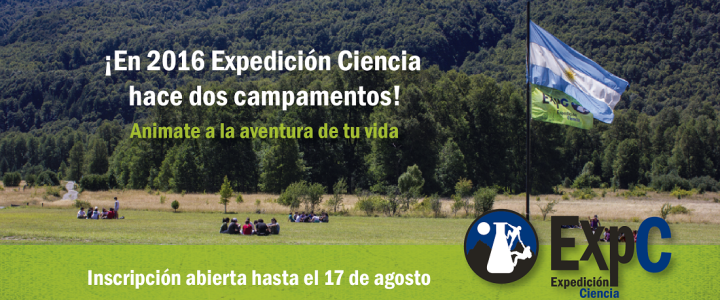 ¡En 2016 Expedición Ciencia
hace dos campamentos!
Animate a la aventura de tu vida
Inscripción abierta hasta el 17 de agosto
ExpC
Expedición
Ciencia